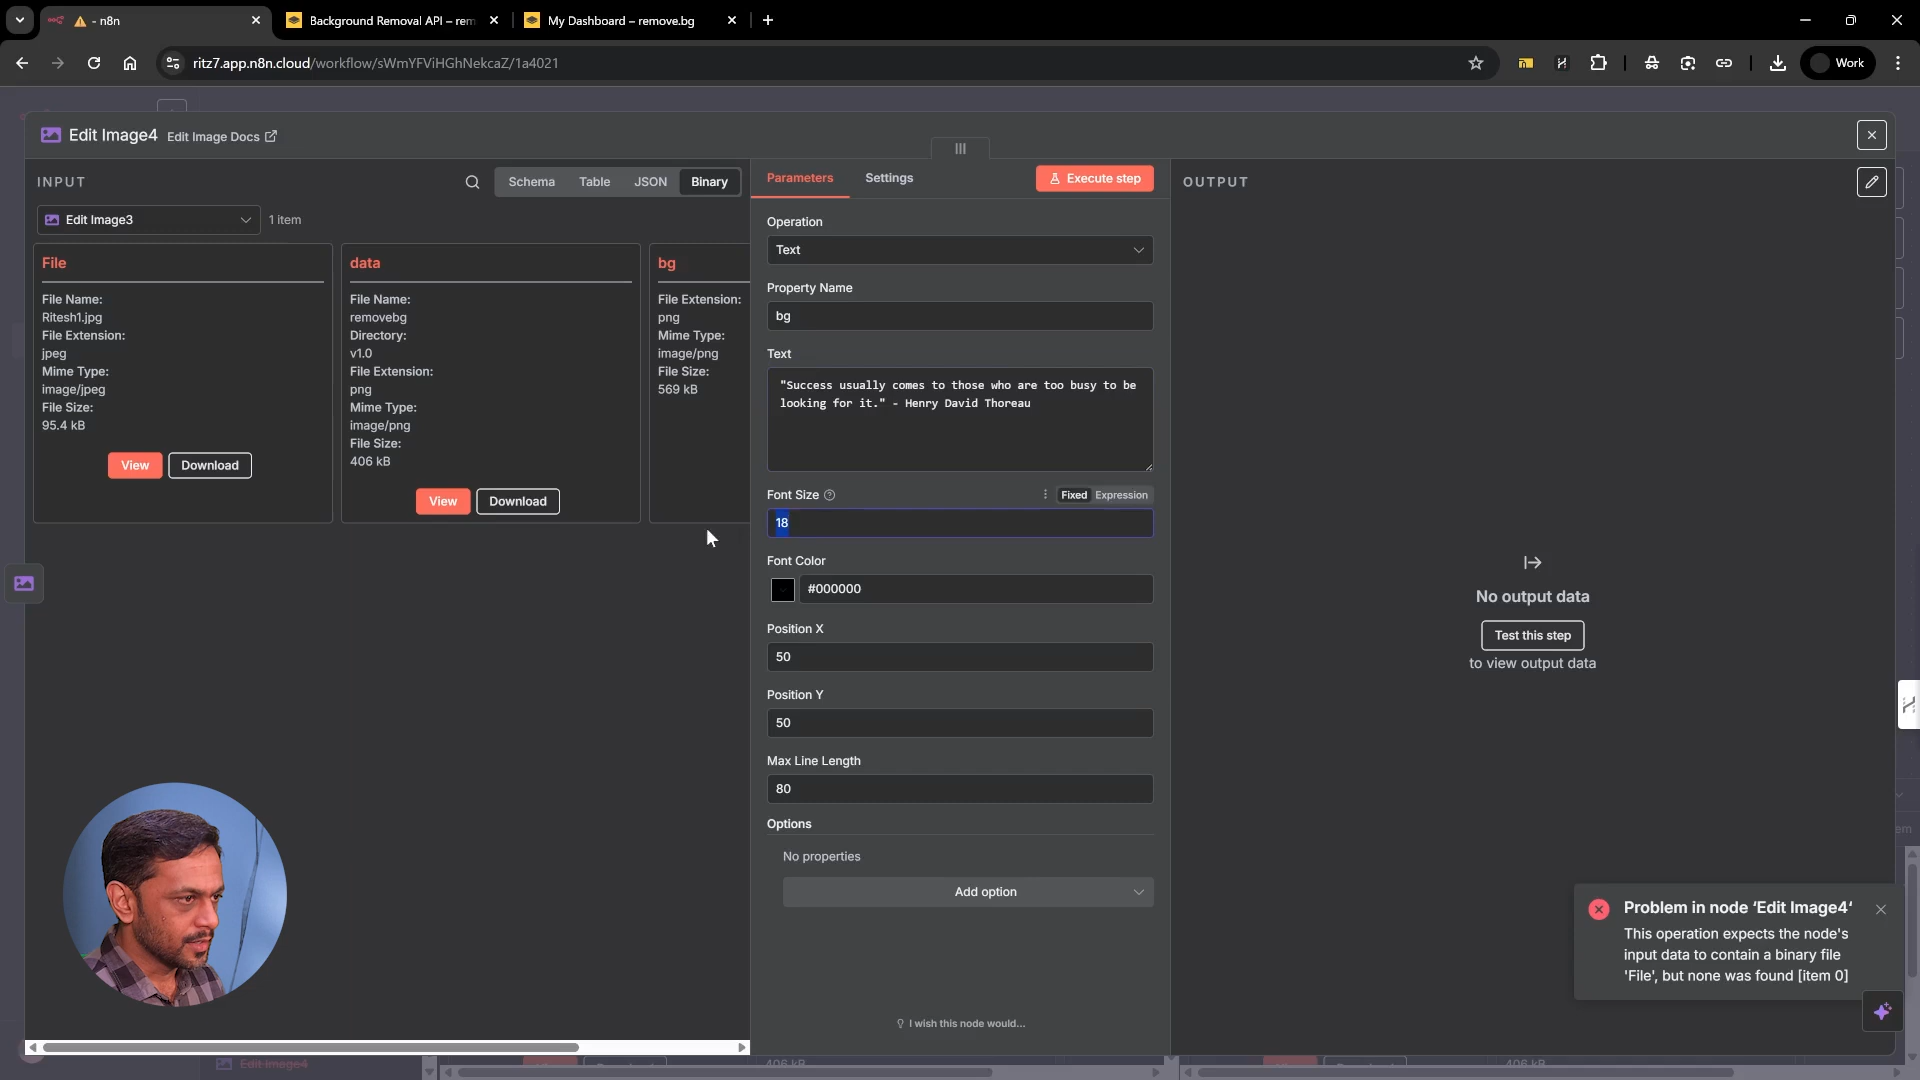 - n8n
Background Removal API – rem
My Dashboard – remove.bg
ritz7.app.n8n.cloud/workflow/sWmYFViHGhNekcaZ/1a4021
Work
Edit Image4
Edit Image Docs
INPUT
Schema
Table
JSON
Binary
Edit Image3
1 item
File
File Name:
Ritesh1.jpg
File Extension:
jpeg
Mime Type:
image/jpeg
File Size:
95.4 kB
View
Download
data
File Name:
removebg
Directory:
v1.0
File Extension:
png
Mime Type:
image/png
File Size:
406 kB
View
Download
bg
File Extension:
png
Mime Type:
image/png
File Size:
569 kB
Parameters
Settings
Execute step
Operation
Text
Property Name
bg
Text
"Success usually comes to those who are too busy to be
looking for it." - Henry David Thoreau
Font Size
Fixed
Expression
18
Font Color
#000000
Position X
50
Position Y
50
Max Line Length
80
Options
No properties
Add option
I wish this node would...
OUTPUT
No output data
Test this step
to view output data
Problem in node ‘Edit Image4‘
This operation expects the node's
input data to contain a binary file
'File', but none was found [item 0]
Edit Image4
406 kB
406 kB